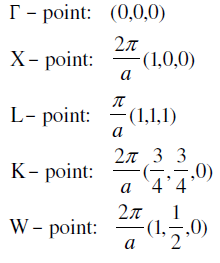 Γ – point: (0,0,0)
X – point: 2π/a (1,0,0)
L – point: π/a (1,1,1)
K – point: 2π/a (3/4, 3/4, 0)
W – point: 2π/a (1, 1/2, 0)